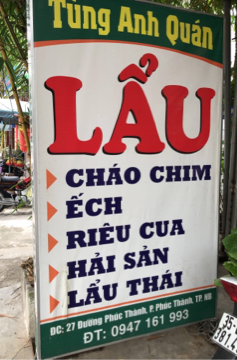 Tùng Anh Quán
LẨU
CHÁO CHIM
ẾCH
RIÊU CUA
HẢI SẢN
LẨU THÁI
ĐC: 27 Đường Phúc Thành, P. Phúc Thành, TP. NB
ĐT: 0947 161 993